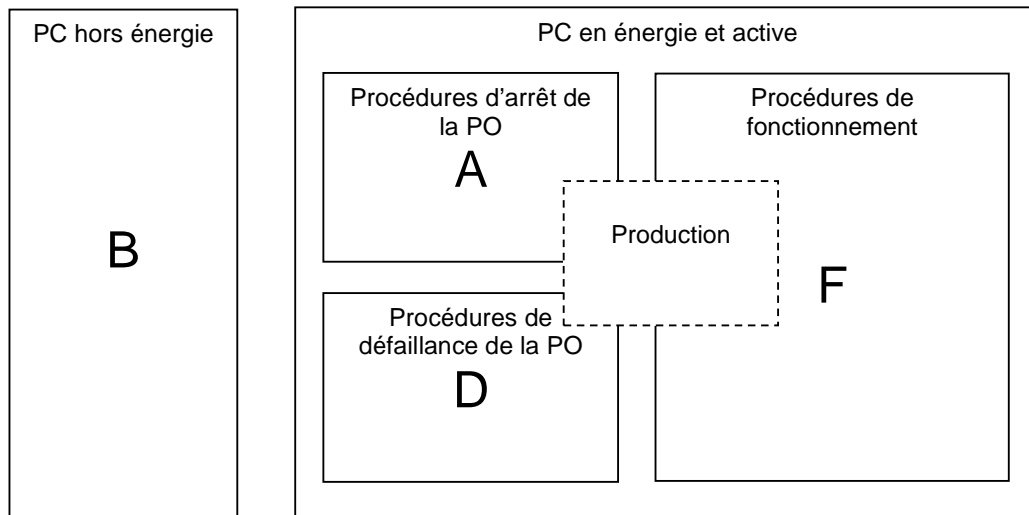 PC hors énergie
B
PC en énergie et active
Procédures d'arrêt de
la PO
A
Procédures de
fonctionnement
F
Production
Procédures de
défaillance de la PO
D